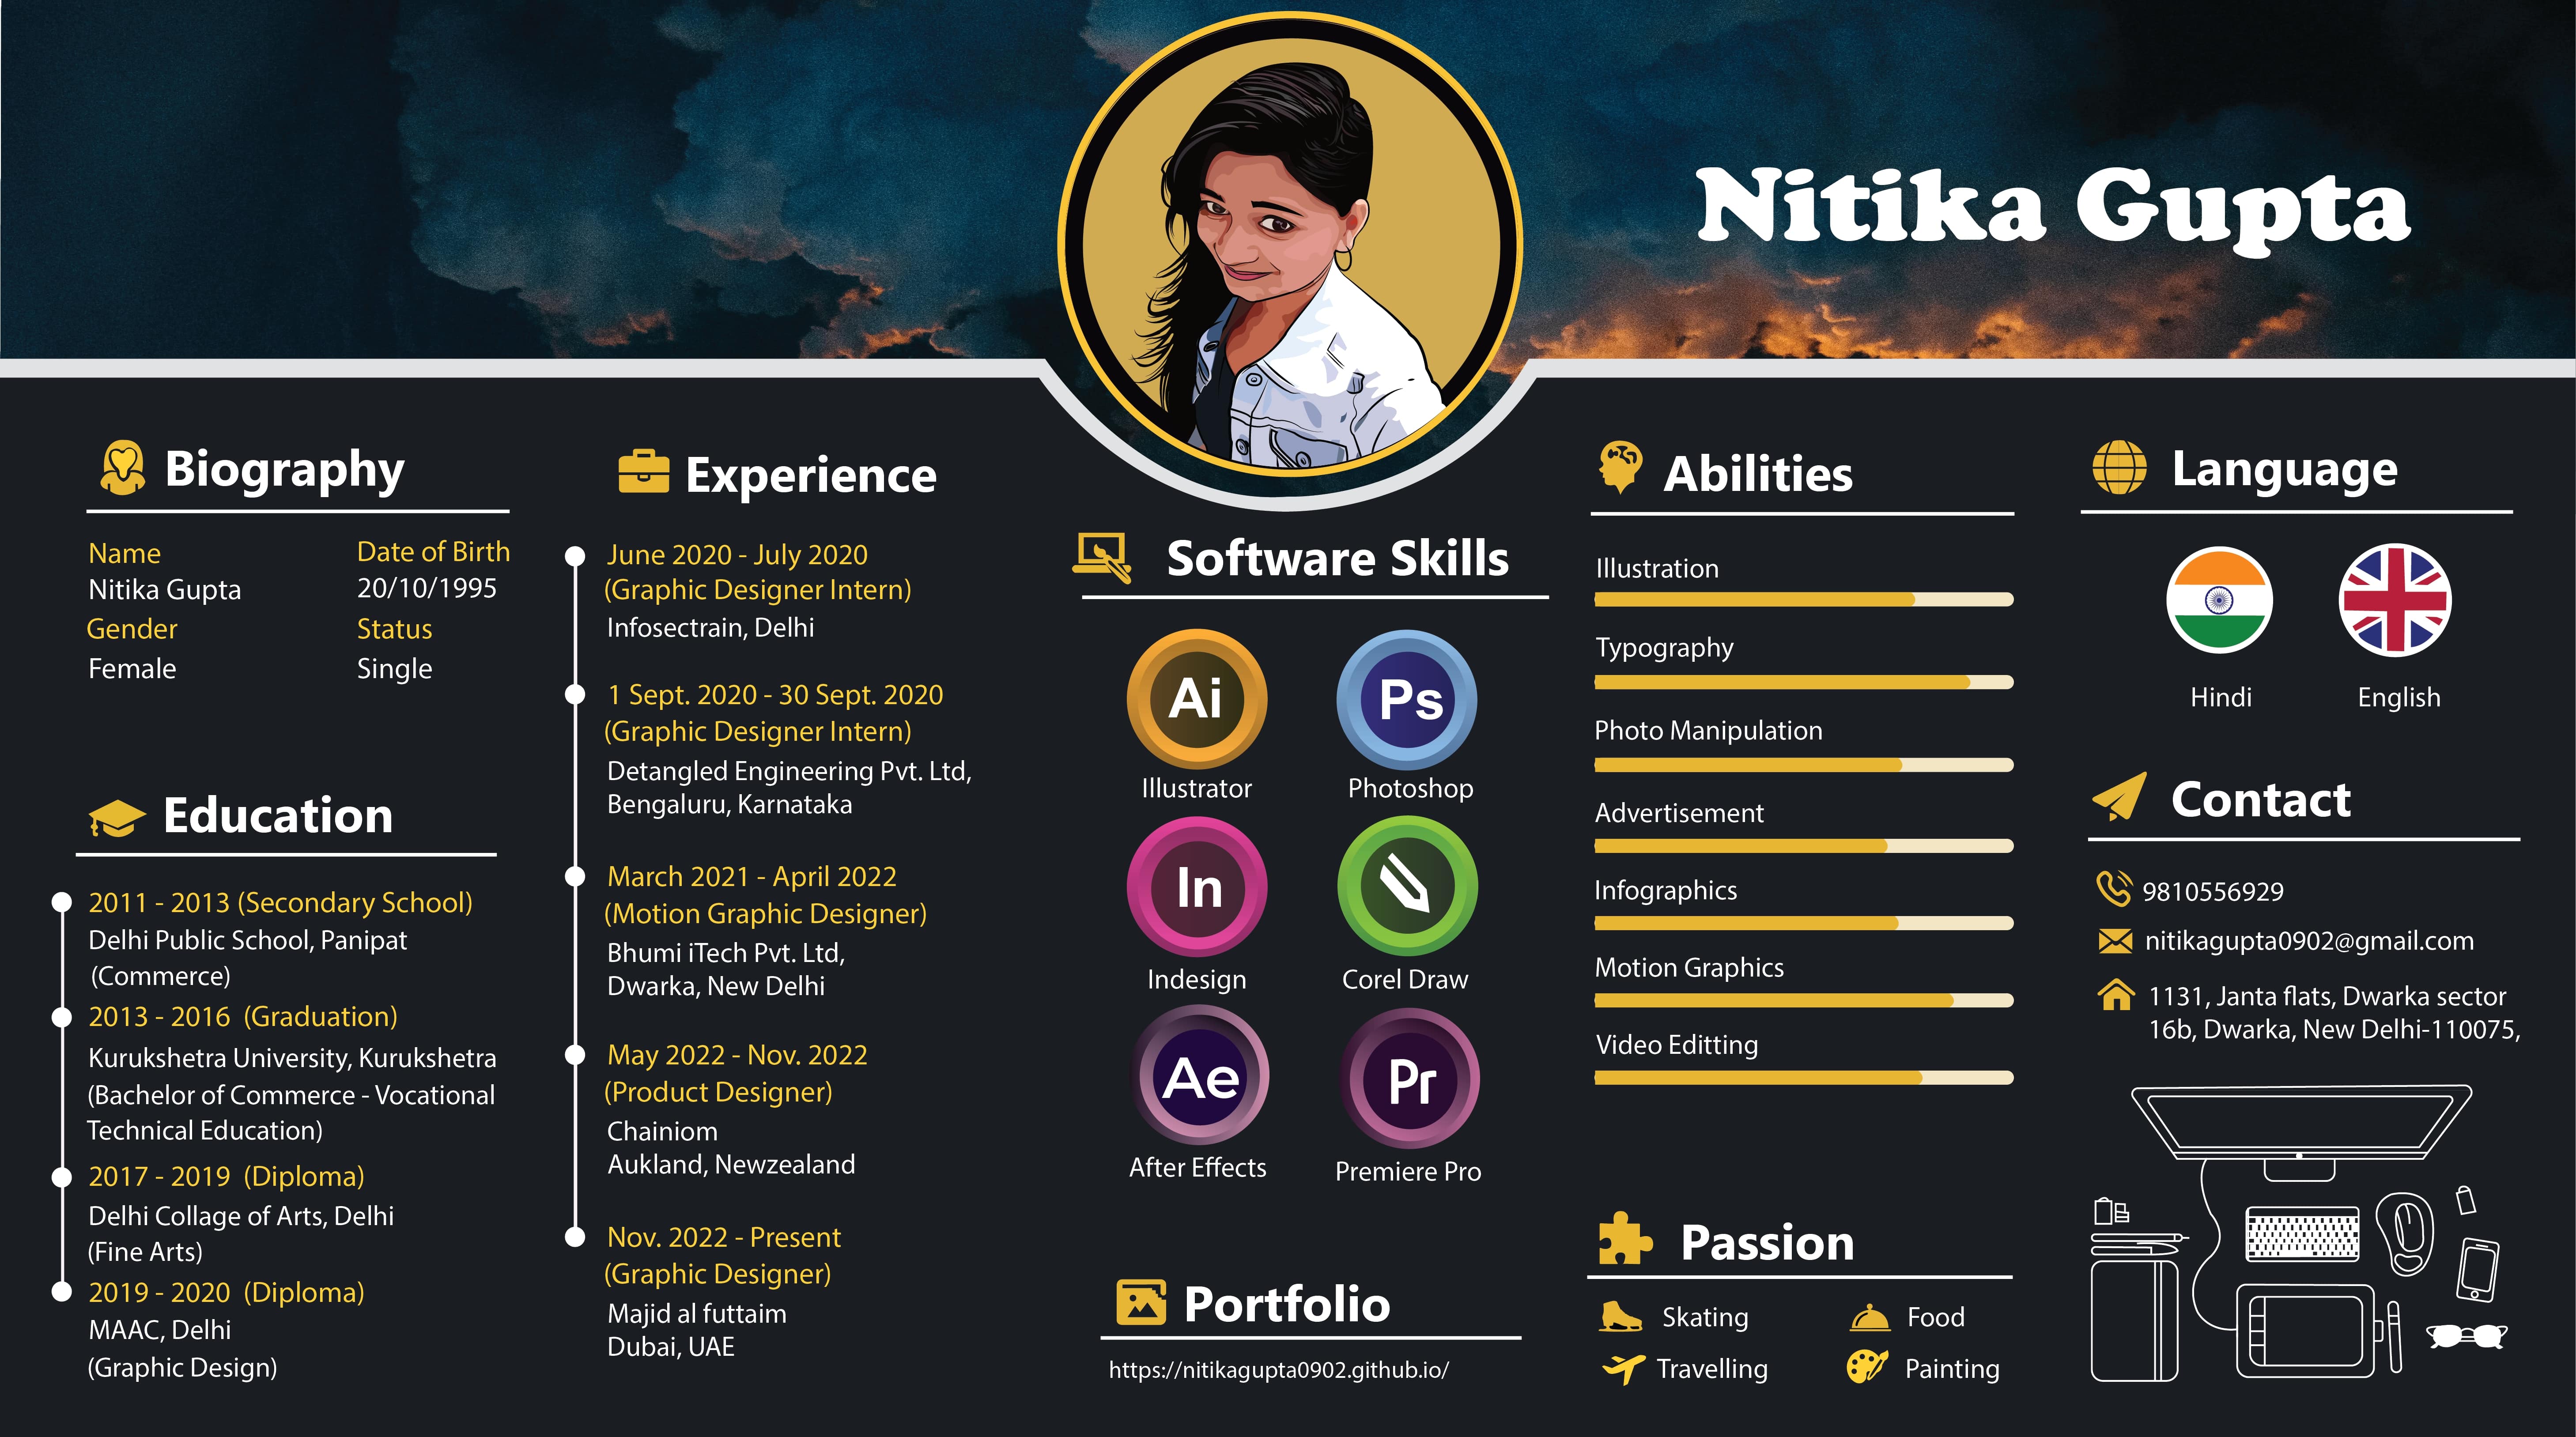 Nitika Gupta
Biography
Name
Nitika Gupta
Date of Birth
20/10/1995
Gender
Female
Status
Single
Education
2011 - 2013 (Secondary School)
Delhi Public School, Panipat
(Commerce)
2013 - 2016 (Graduation)
Kurukshetra University, Kurukshetra
(Bachelor of Commerce - Vocational
Technical Education)
2017 - 2019 (Diploma)
Delhi Collage of Arts, Delhi
(Fine Arts)
2019 - 2020 (Diploma)
MAAC, Delhi
(Graphic Design)
Experience
June 2020 - July 2020
(Graphic Designer Intern)
Infosectrain, Delhi
1 Sept. 2020 - 30 Sept. 2020
(Graphic Designer Intern)
Detangled Engineering Pvt. Ltd,
Bengaluru, Karnataka
March 2021 - April 2022
(Motion Graphic Designer)
Bhumi iTech Pvt. Ltd,
Dwarka, New Delhi
May 2022 - Nov. 2022
(Product Designer)
Chainiom
Aukland, Newzealand
Nov. 2022 - Present
(Graphic Designer)
Majid al futtaim
Dubai, UAE
Software Skills
Ai
Illustrator
Ps
Photoshop
In
Indesign
Corel Draw
Ae
After Effects
Pr
Premiere Pro
Portfolio
https://nitikagupta0902.github.io/
Abilities
Illustration
Typography
Photo Manipulation
Advertisement
Infographics
Motion Graphics
Video Editting
Passion
Skating
Food
Travelling
Painting
Language
Hindi
English
Contact
9810556929
nitikagupta0902@gmail.com
1131, Janta flats, Dwarka sector
16b, Dwarka, New Delhi-110075,